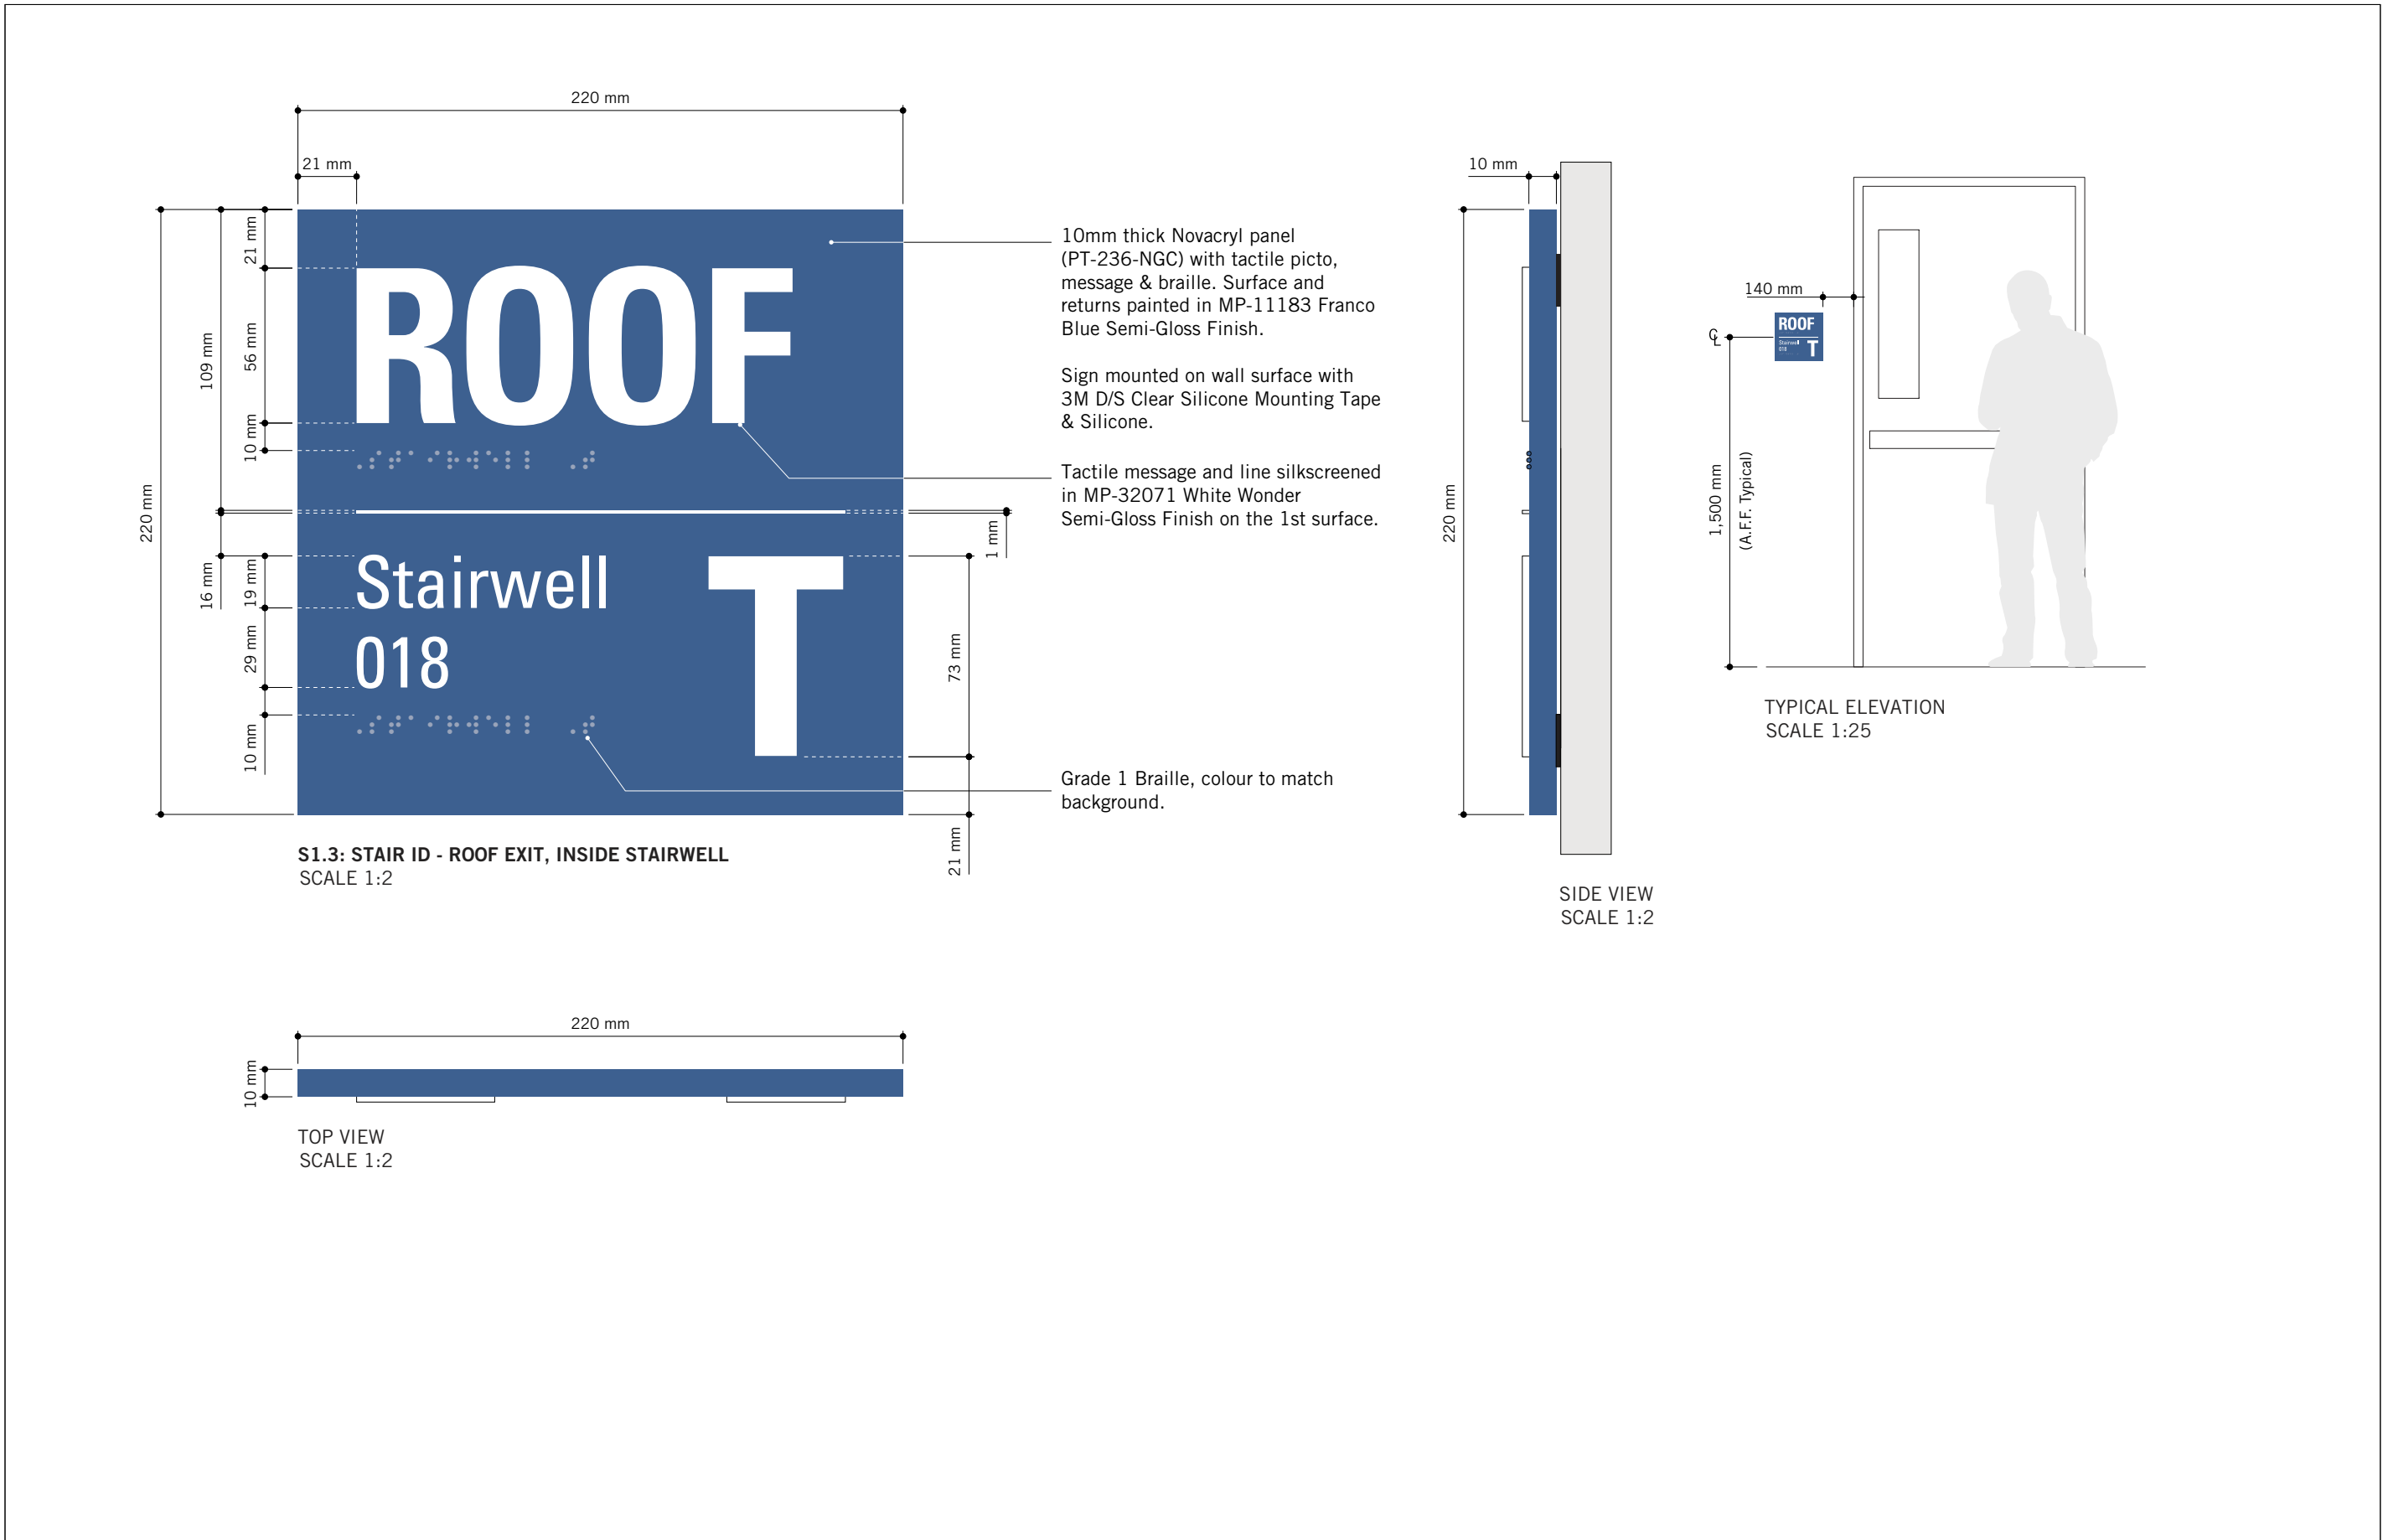 220 mm
21 mm
220 mm
109 mm
16 mm
21 mm
56 mm
10 mm
19 mm
29 mm
10 mm
ROOF
Stairwell
018
T
1 mm
73 mm
21 mm
10mm thick Novacryl panel
(PT-236-NGC) with tactile picto,
message & braille. Surface and
returns painted in MP-11183 Franco
Blue Semi-Gloss Finish.
Sign mounted on wall surface with
3M D/S Clear Silicone Mounting Tape
& Silicone.
Tactile message and line silkscreened
in MP-32071 White Wonder
Semi-Gloss Finish on the 1st surface.
Grade 1 Braille, colour to match
background.
S1.3: STAIR ID - ROOF EXIT, INSIDE STAIRWELL
SCALE 1:2
10 mm
220 mm
SIDE VIEW
SCALE 1:2
140 mm
ROOF
Stairwell
018
T
℄
1,500 mm
(A.F.F. Typical)
TYPICAL ELEVATION
SCALE 1:25
220 mm
10 mm
TOP VIEW
SCALE 1:2